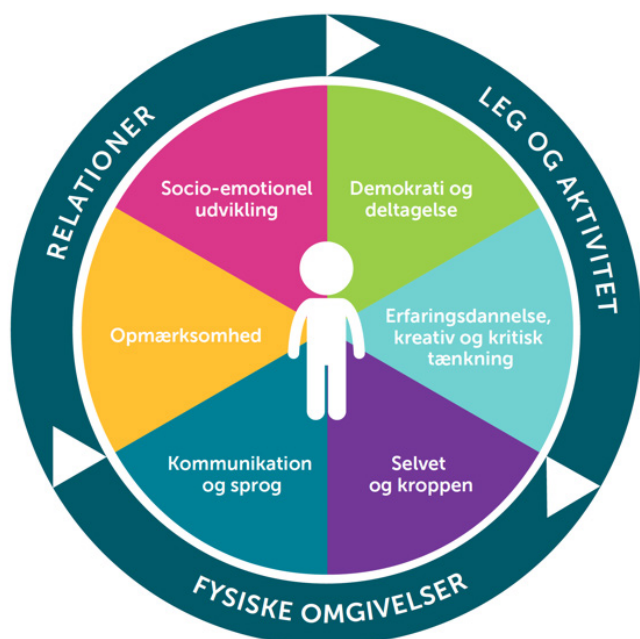 RELATIONER
LEG OG AKTIVITET
Socio-emotionel
udvikling
Demokrati og
deltagelse
Opmærksomhed
Erfaringsdannelse,
kreativ og kritisk
tænkning
Kommunikation
og sprog
Selvet
og kroppen
FYSISKE OMGIVELSER